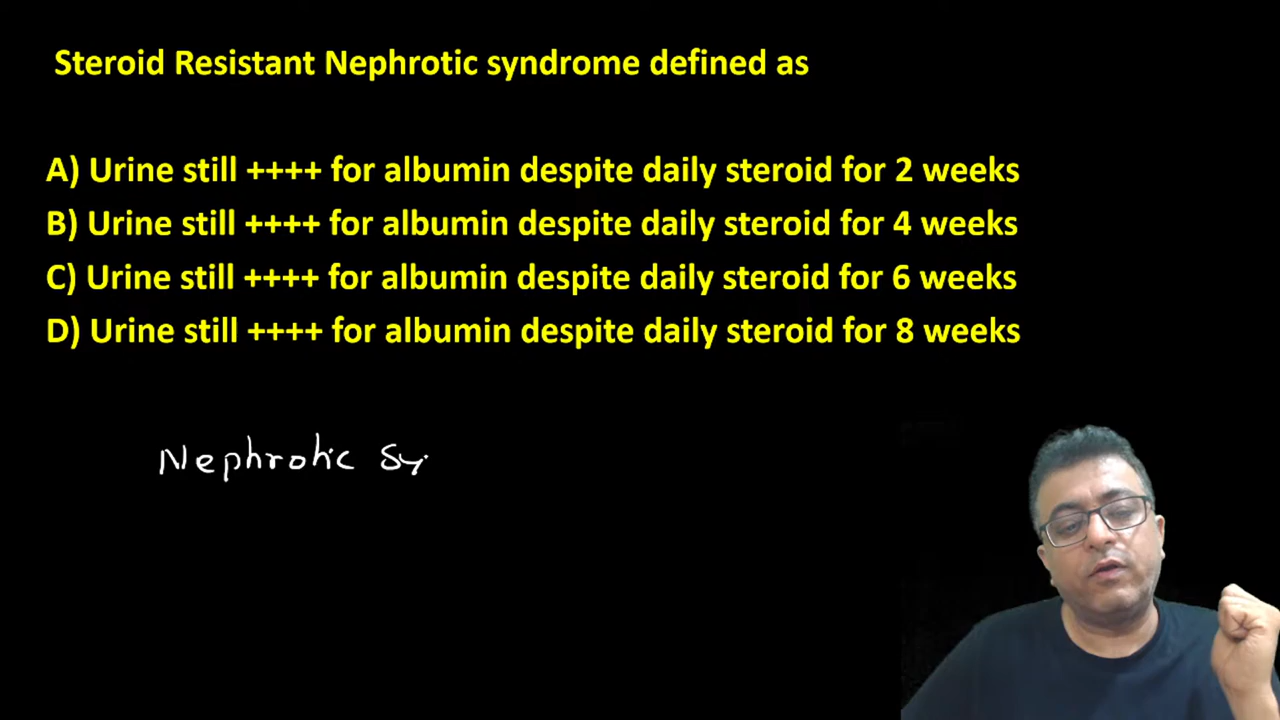 Steroid Resistant Nephrotic syndrome defined as
A) Urine still ++++ for albumin despite daily steroid for 2 weeks
B) Urine still ++++ for albumin despite daily steroid for 4 weeks
C) Urine still ++++ for albumin despite daily steroid for 6 weeks
D) Urine still ++++ for albumin despite daily steroid for 8 weeks
Nephrotic Sy